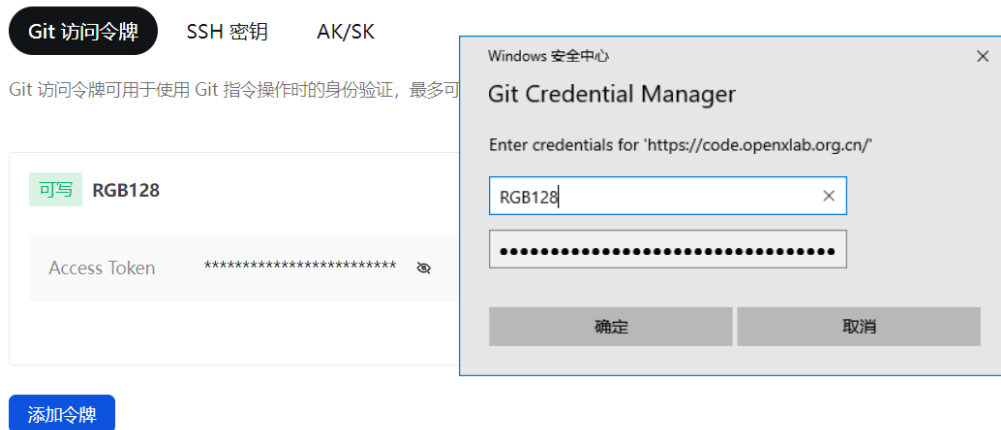 Git 访问令牌 SSH 密钥 AK/SK
Git 访问令牌可用于使用 Git 指令操作时的身份验证，最多可
可写 RGB128
Access Token *************************
添加令牌
Windows 安全中心
Git Credential Manager
Enter credentials for 'https://code.openxlab.org.cn/'
RGB128
●●●●●●●●●●●●●●●●●●●●●●●●●●●●●●●●●
确定 取消